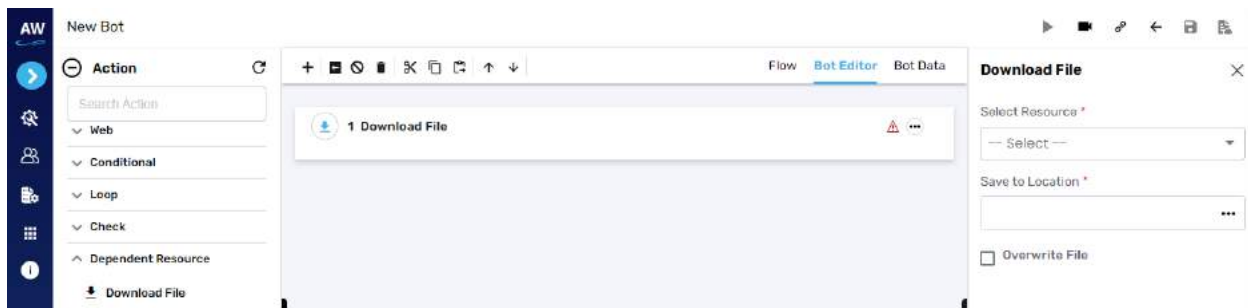 AW
New Bot
Action
Search Action
Web
Conditional
Loop
Check
Dependent Resource
Download File
Flow Bot Editor Bot Data
1 Download File
Download File
Select Resource *
--- Select ---
Save to Location *
Overwrite File